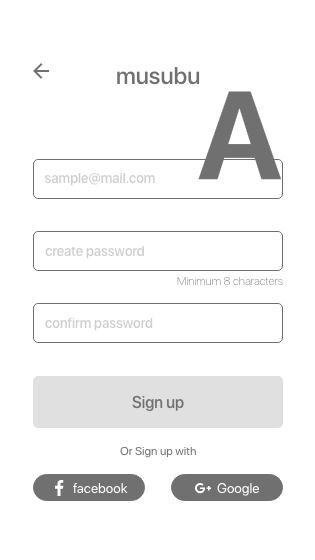 musubu
A
sample@mail.com
create password
Minimum 8 characters
confirm password
Sign up
Or Sign up with
facebook
Google